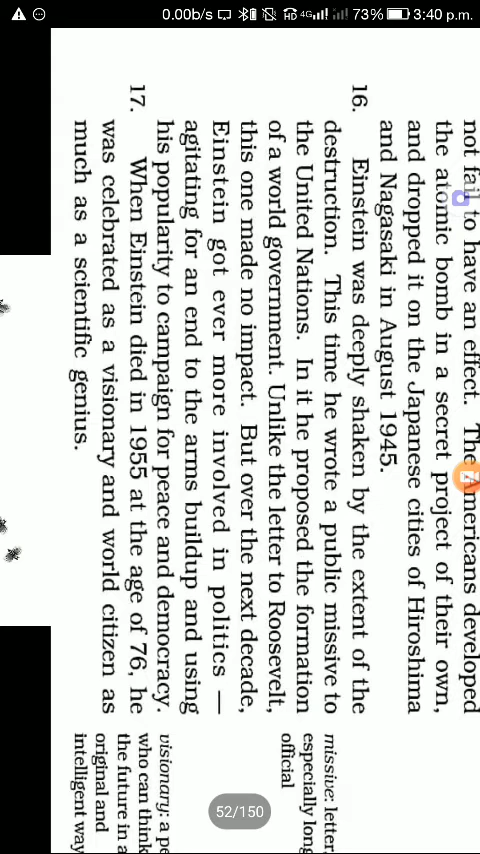 0.00b/s HD 4G 73% 3:40 p.m.
not fail to have an effect. The Americans developed
the atomic bomb in a secret project of their own,
and dropped it on the Japanese cities of Hiroshima
and Nagasaki in August 1945.
16. Einstein was deeply shaken by the extent of the
destruction. This time he wrote a public missive to
the United Nations. In it he proposed the formation
of a world government. Unlike the letter to Roosevelt,
this one made no impact. But over the next decade,
Einstein got ever more involved in politics —
agitating for an end to the arms buildup and using
his popularity to campaign for peace and democracy.
17. When Einstein died in 1955 at the age of 76, he
was celebrated as a visionary and world citizen as
much as a scientific genius.
missive: letter,
especially long
official
visionary: a
who can think
the future in a
original and
intelligent way
52/150